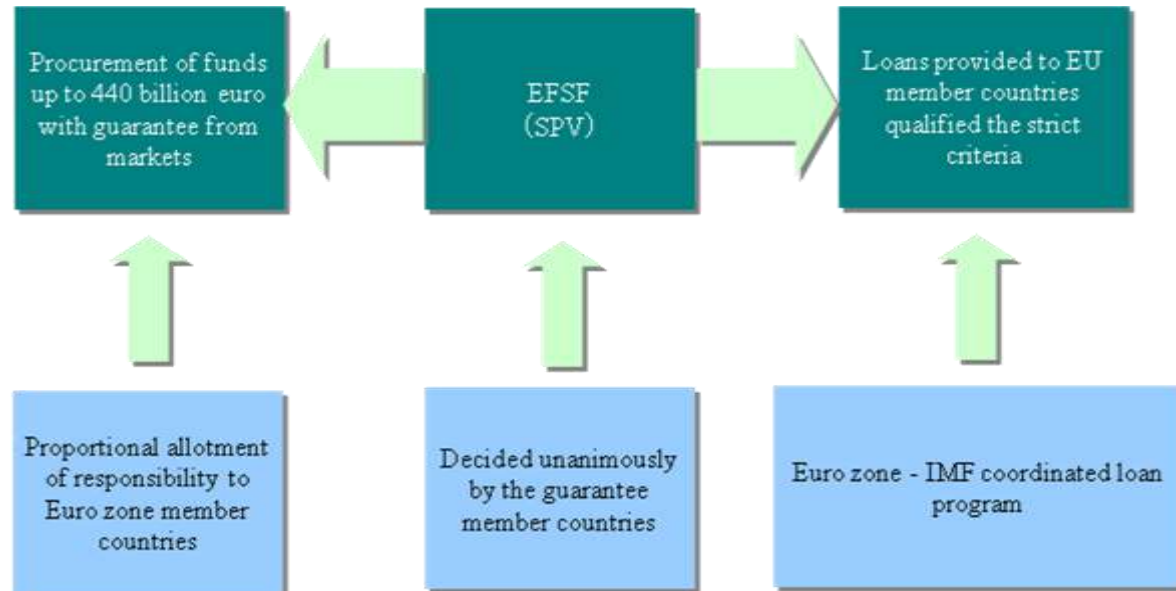 Procurement of funds
up to 440 billion euro
with guarantee from
markets
EFSF
(SPV)
Loans provided to EU
member countries
qualified the strict
criteria
Proportional allotment
of responsibility to
Euro zone member
countries
Decided unanimously
by the guarantee
member countries
Euro zone - IMF coordinated loan
program